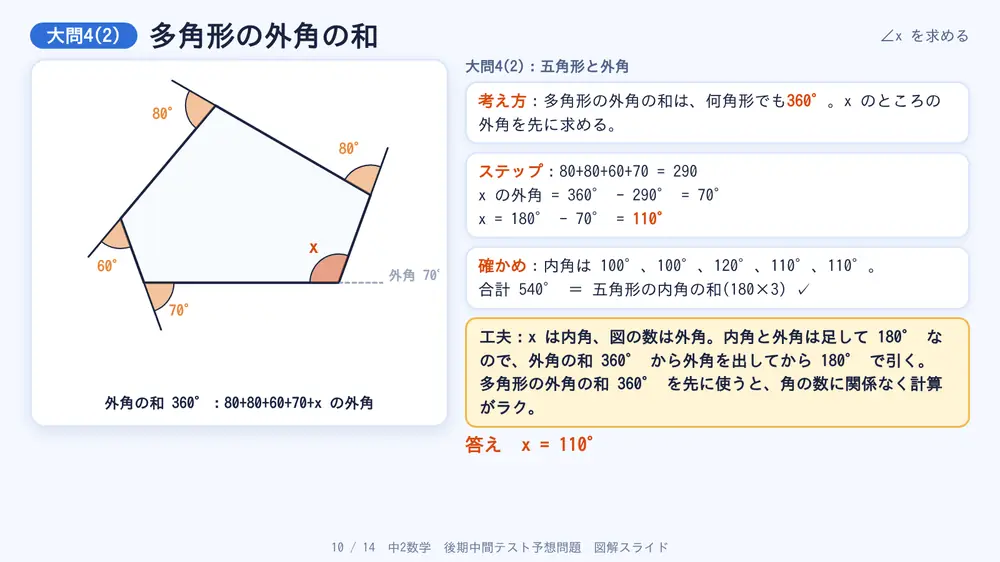 大問4(2)
多角形の外角の和
∠x を求める
80°
80°
60°
70°
x
外角 70°
外角の和 360° :80+80+60+70+x の外角
大問4(2):五角形と外角
考え方:多角形の外角の和は、何角形でも360°。x のところの
外角を先に求める。
ステップ:80+80+60+70 = 290
x の外角 = 360° - 290° = 70°
x = 180° - 70° = 110°
確かめ:内角は 100°、100°、120°、110°、110°。
合計 540° = 五角形の内角の和(180×3) ✓
工夫:x は内角、図の数は外角。内角と外角は足して 180° な
ので、外角の和 360° から外角を出してから 180° で引く。
多角形の外角の和 360° を先に使うと、角の数に関係なく計算
がラク。
答え x = 110°
10 / 14 中2数学 後期中間テスト予想問題 図解スライド